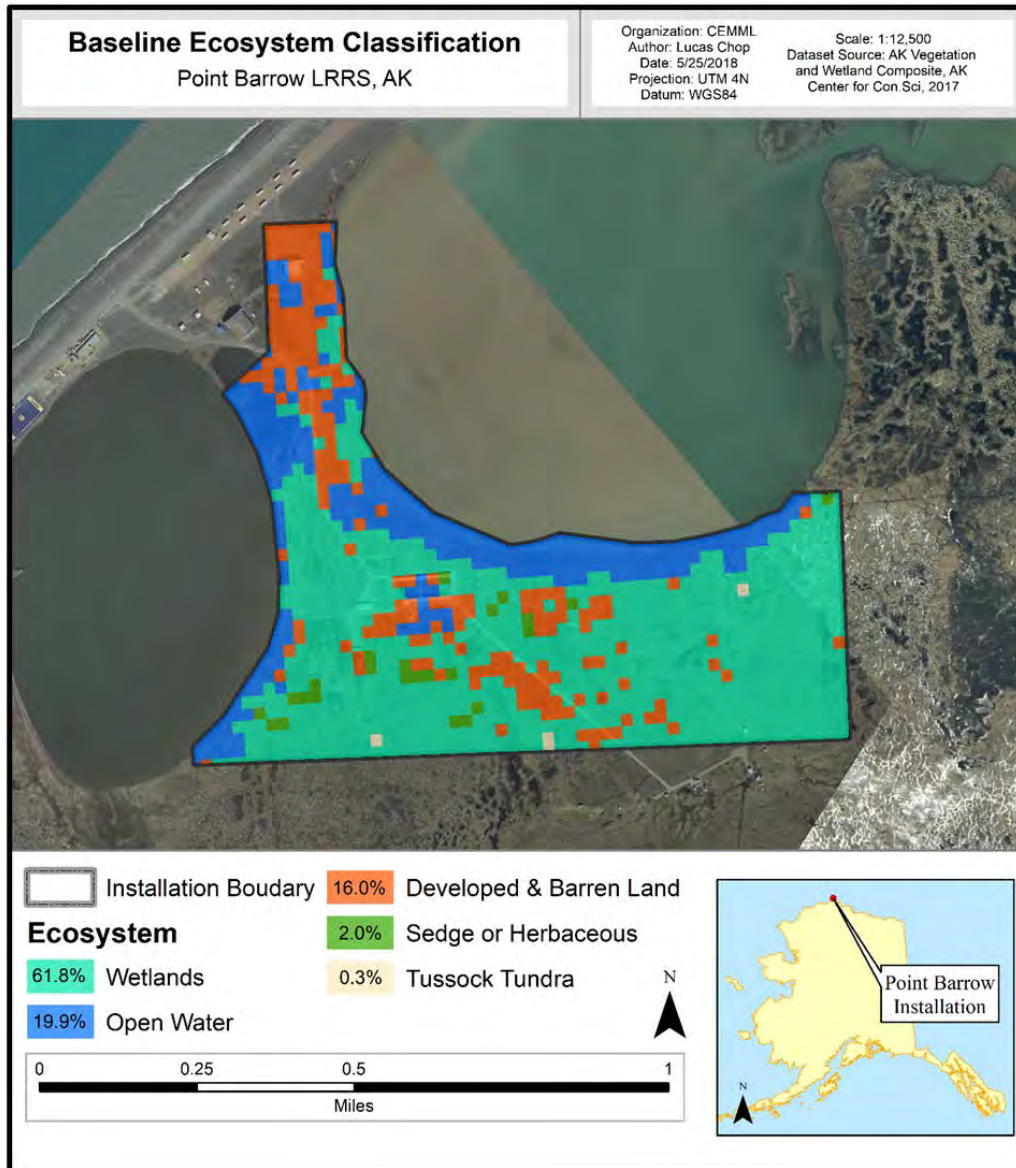 Baseline Ecosystem Classification
Point Barrow LRRS, AK
Organization: CEMML
Author: Lucas Chop
Date: 5/25/2018
Projection: UTM 4N
Datum: WGS84
Scale: 1:12,500
Dataset Source: AK Vegetation
and Wetland Composite, AK
Center for Con.Sci, 2017
Installation Boudary
Ecosystem
61.8% Wetlands
19.9% Open Water
16.0% Developed & Barren Land
2.0% Sedge or Herbaceous
0.3% Tussock Tundra
N
0 0.25 0.5 1
Miles
Point Barrow
Installation
N